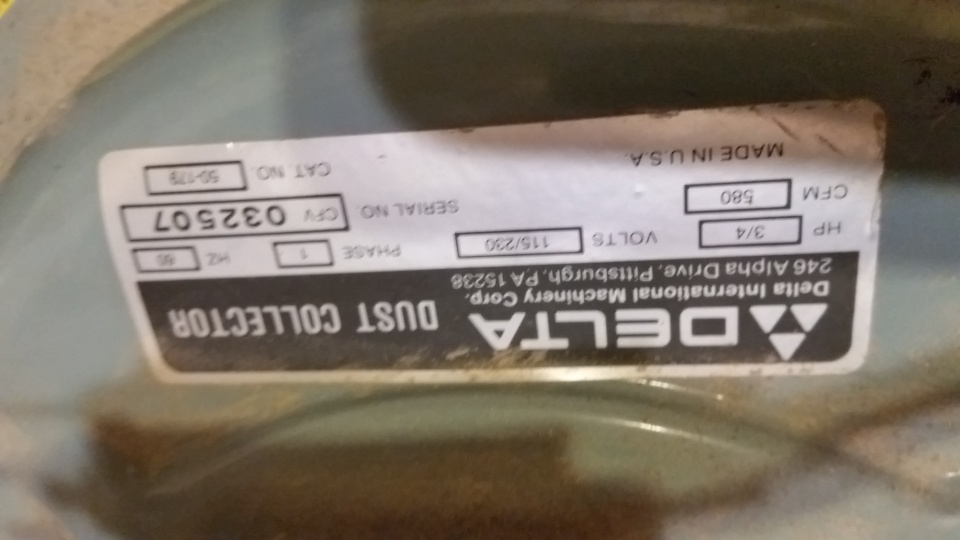 DELTA DUST COLLECTOR
Delta International Machinery Corp.
246 Alpha Drive, Pittsburgh, PA 15238
HP 3/4 VOLTS 115/230 PHASE 1 HZ 60
CFM 580 SERIAL NO. CFV 032507
MADE IN U.S.A. CAT. NO. 50-179